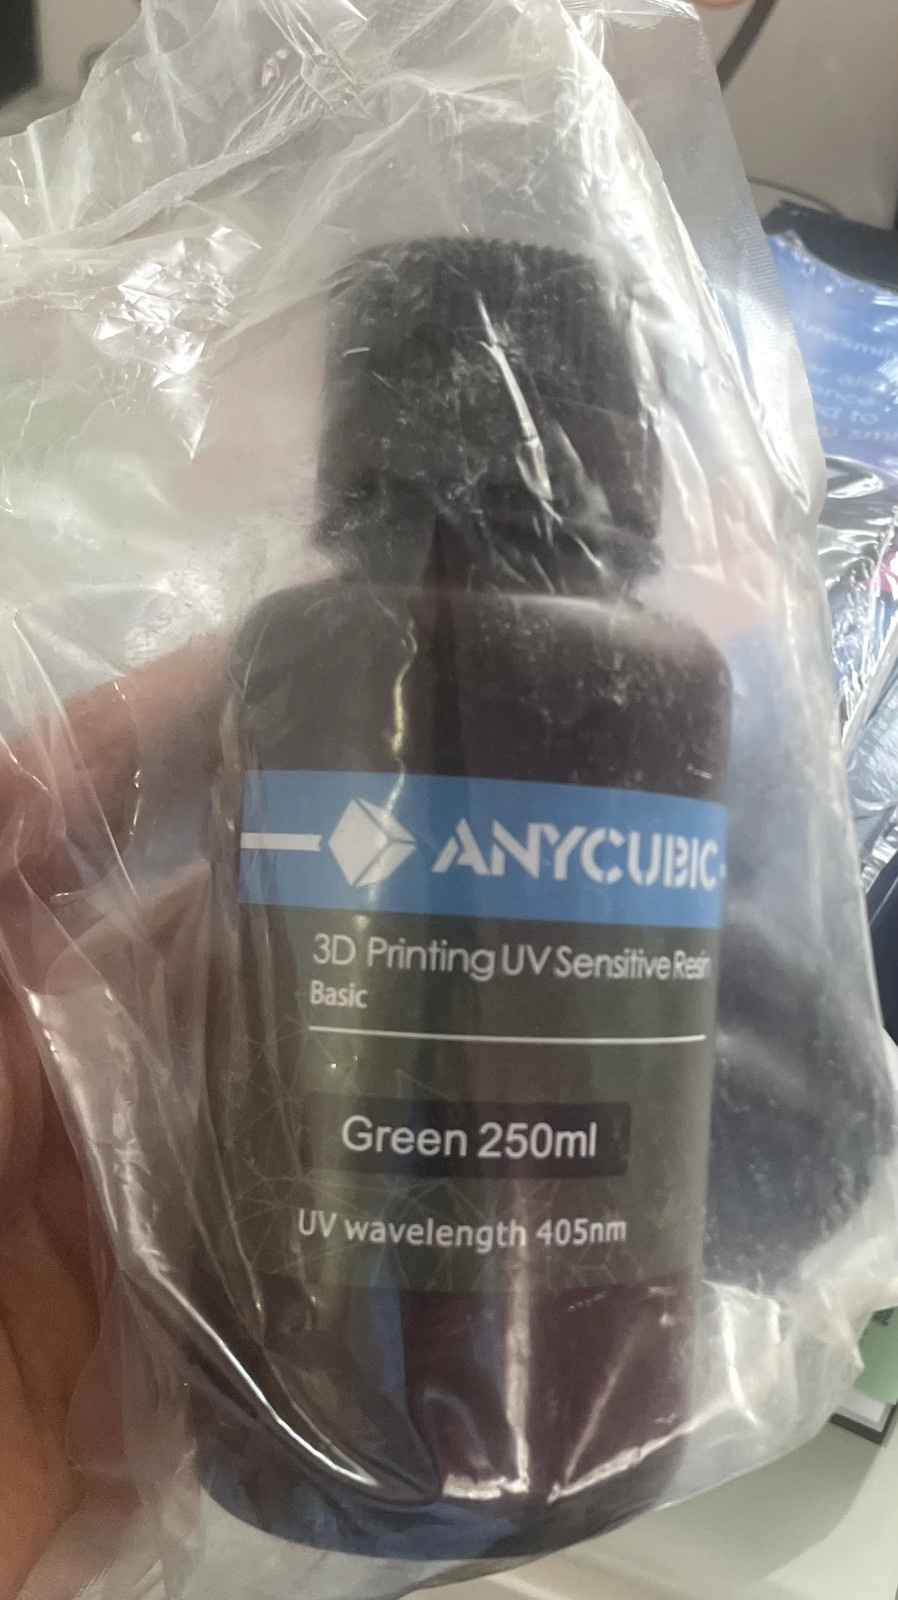 ANYCUBIC
3D Printing UV Sensitive Resin
Basic
Green 250ml
UV wavelength 405nm